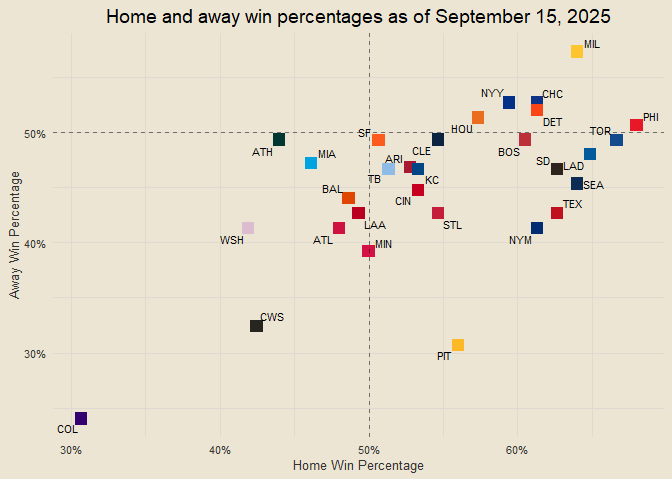 Home and away win percentages as of September 15, 2025
MIL
NYY
CHC
DET
HOU
PHI
TOR
50%
SF
ATH
CLE
BOS
MIA
ARI
SD
LAD
TB
KC
SEA
BAL
CIN
TEX
LAA
STL
WSH
ATL
NYM
MIN
40%
CWS
30%
PIT
COL
Away Win Percentage
30%
40%
50%
60%
Home Win Percentage